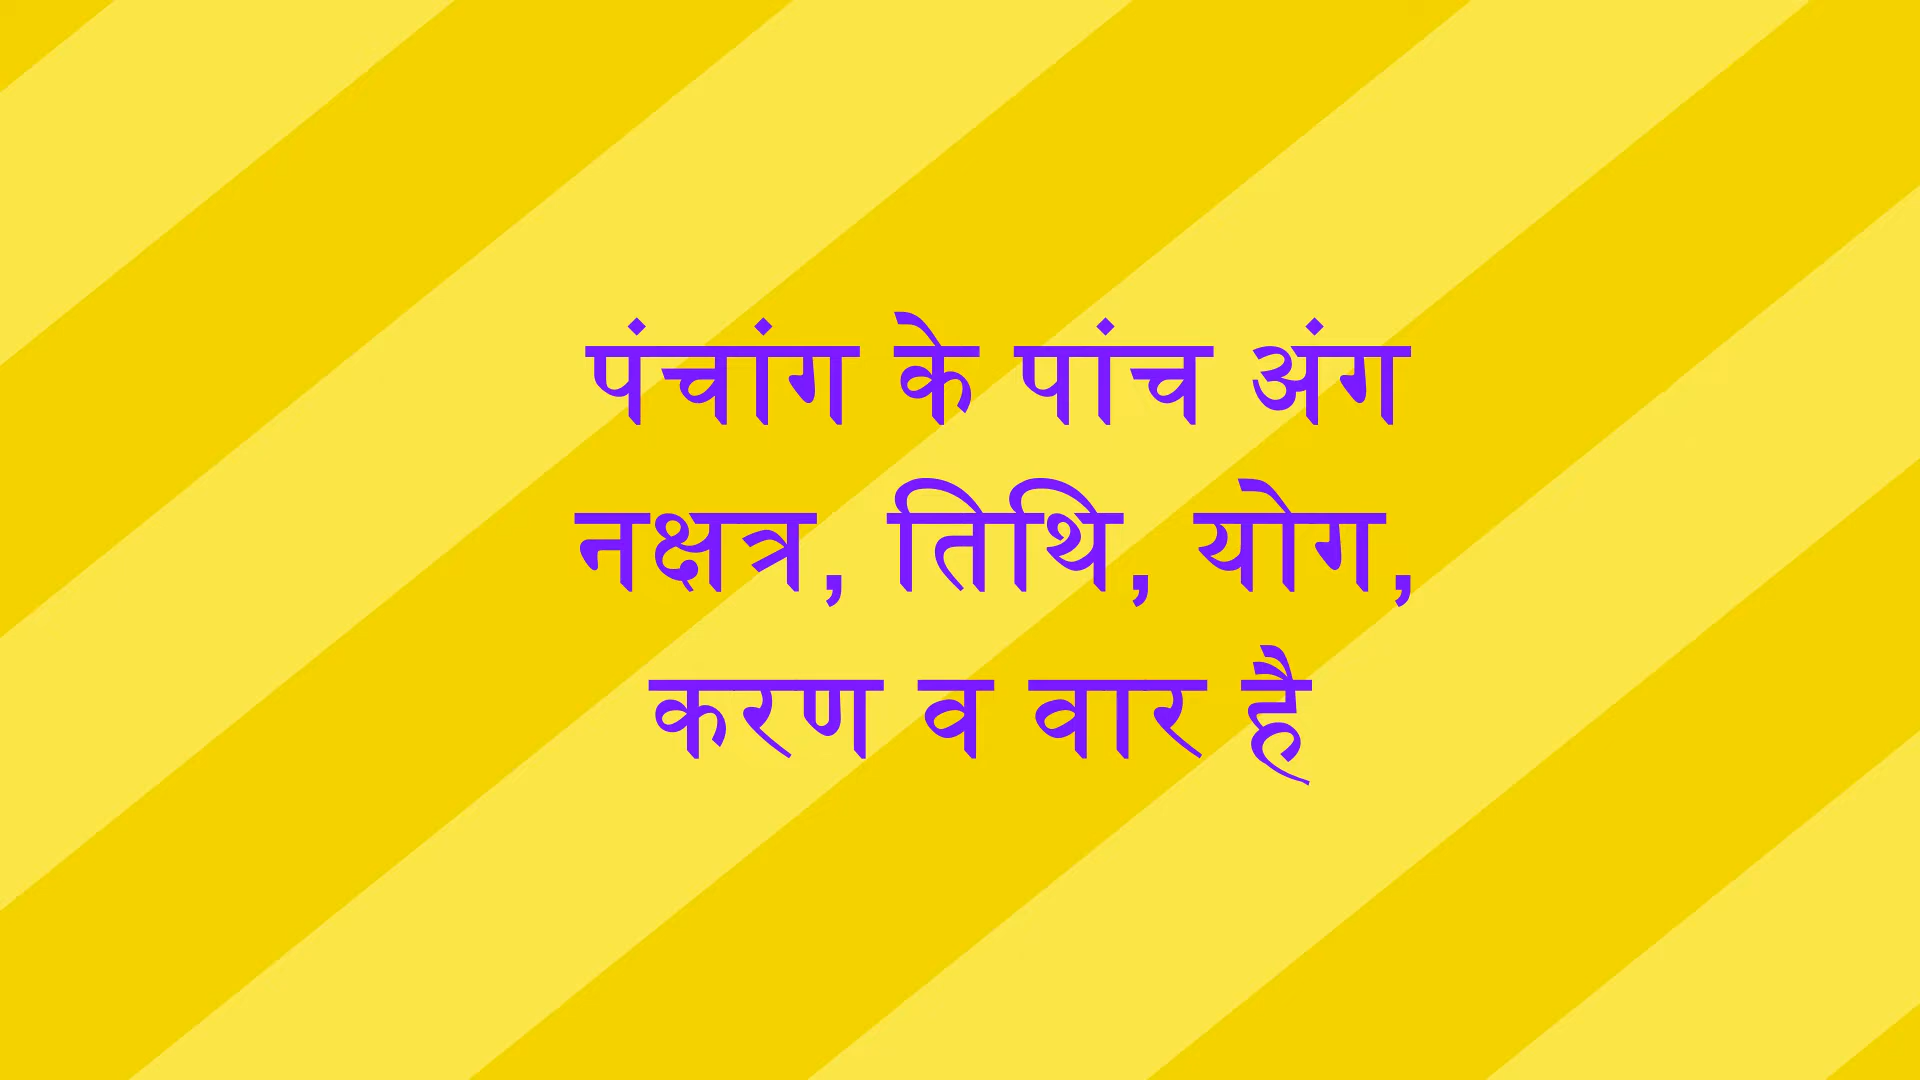 पंचांग के पांच अंग
नक्षत्र, तिथि, योग,
करण व वार है